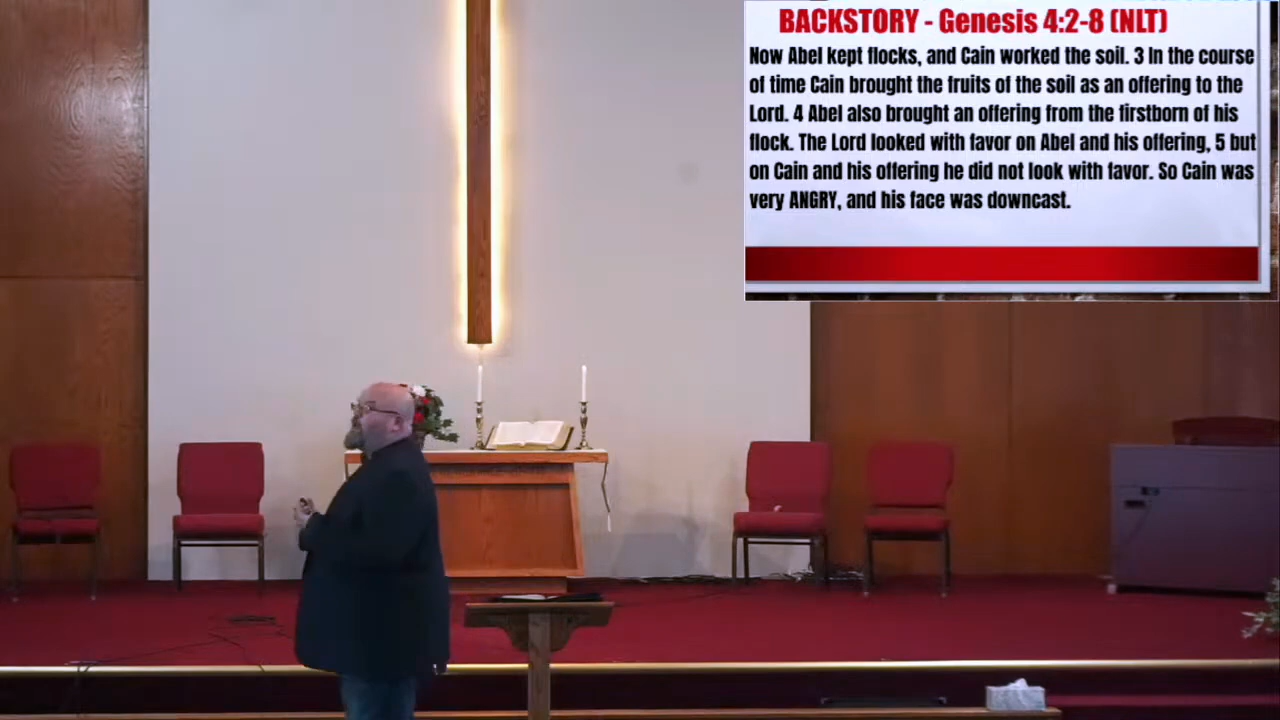 BACKSTORY - Genesis 4:2-8 (NLT)
Now Abel kept flocks, and Cain worked the soil. 3 In the course
of time Cain brought the fruits of the soil as an offering to the
Lord. 4 Abel also brought an offering from the firstborn of his
flock. The Lord looked with favor on Abel and his offering, 5 but
on Cain and his offering he did not look with favor. So Cain was
very ANGRY, and his face was downcast.